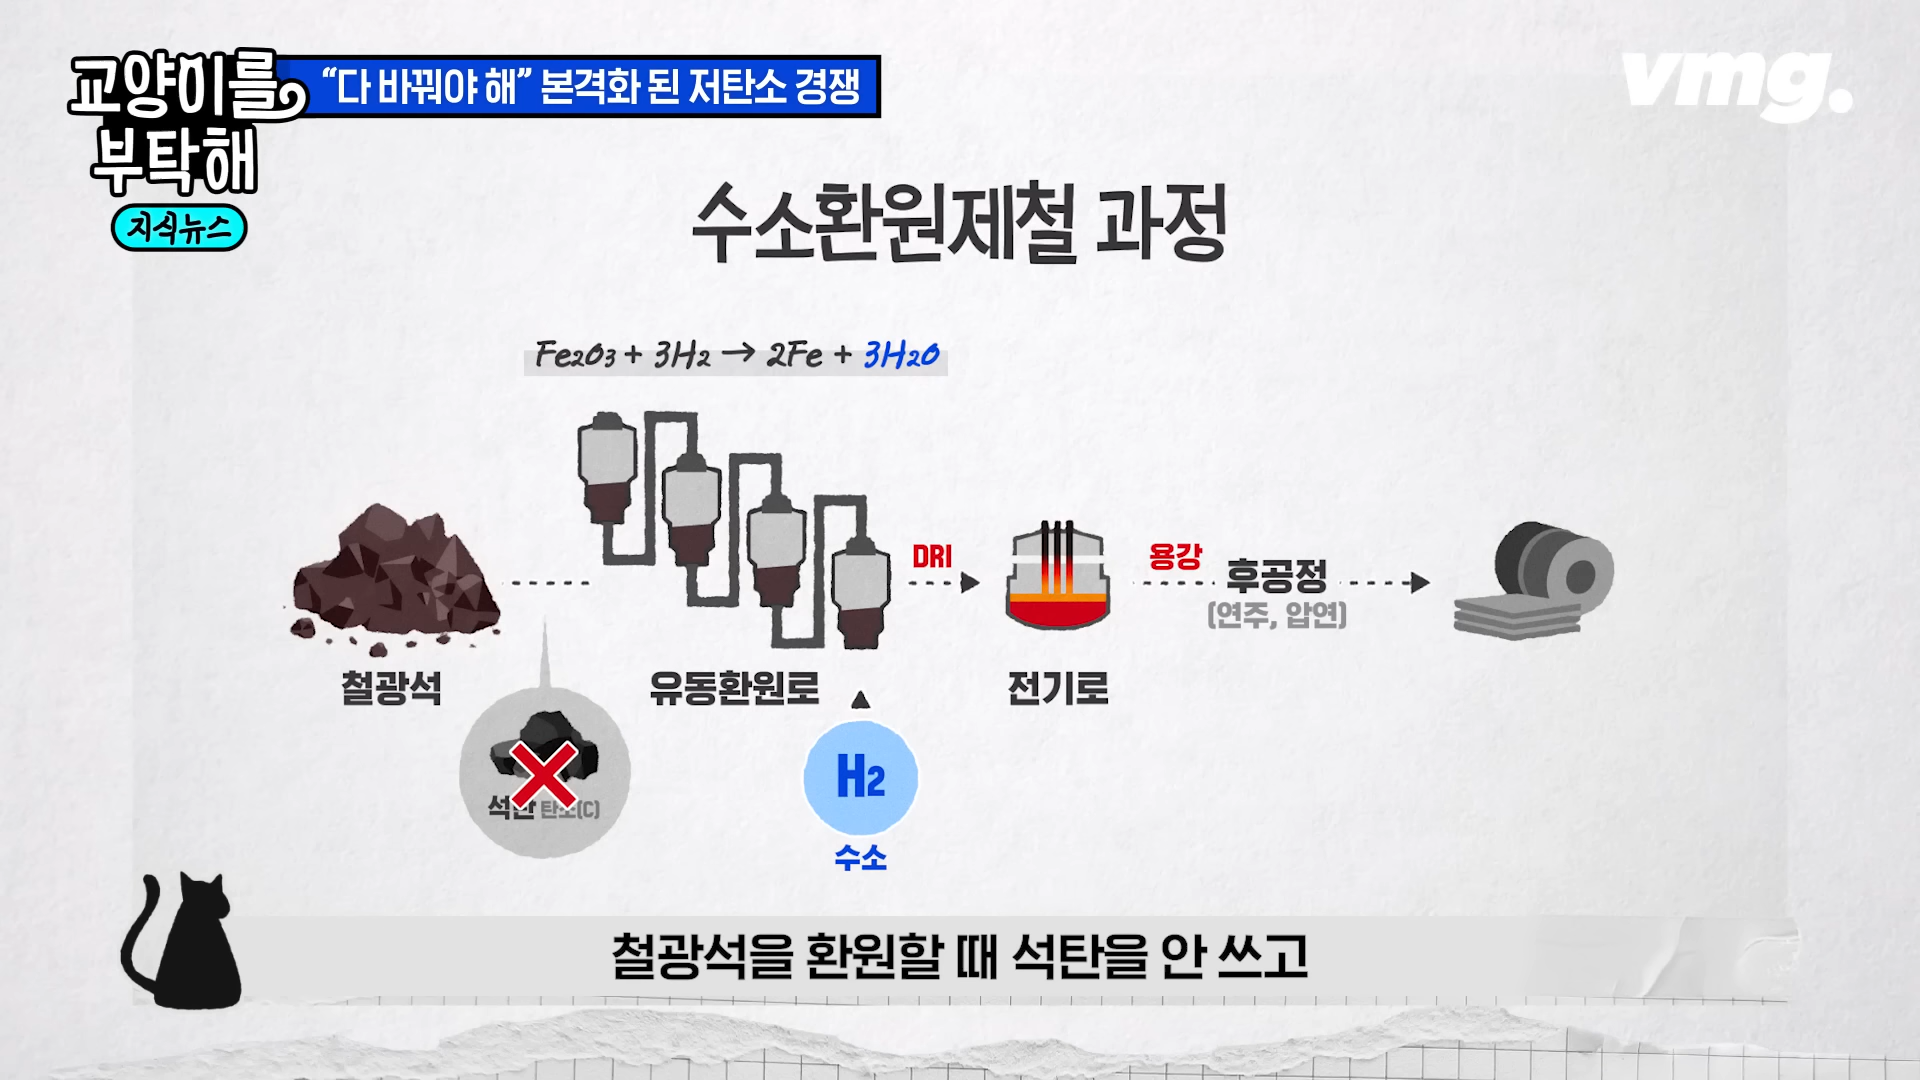 교양이를
부탁해
지식뉴스
“다 바꿔야 해” 본격화 된 저탄소 경쟁
vmg.
수소환원제철 과정
Fe2O3 + 3H2 → 2Fe + 3H2O
DRI
용강
후공정
(연주, 압연)
철광석
유동환원로
전기로
석탄 탄소(C)
H2
수소
철광석을 환원할 때 석탄을 안 쓰고